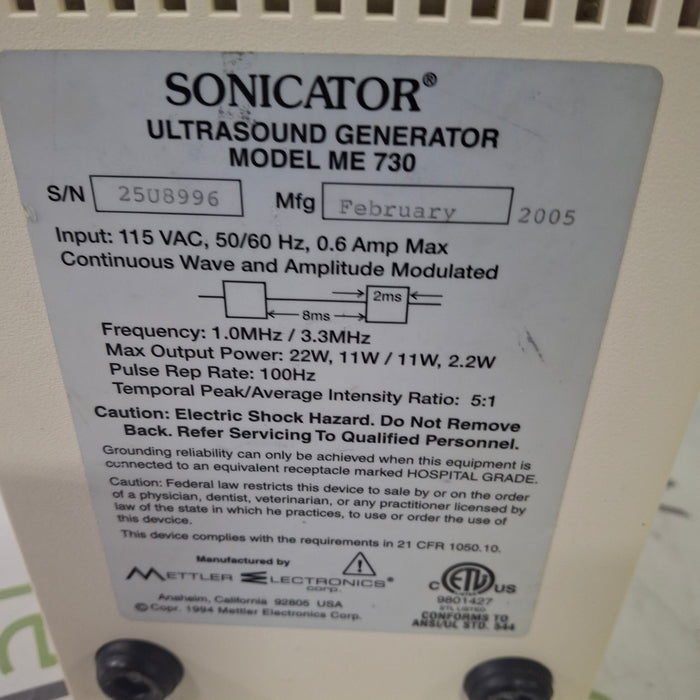 SONICATOR®
ULTRASOUND GENERATOR
MODEL ME 730
S/N 25U8996 Mfg February 2005
Input: 115 VAC, 50/60 Hz, 0.6 Amp Max
Continuous Wave and Amplitude Modulated
2ms
8ms
Frequency: 1.0MHz / 3.3MHz
Max Output Power: 22W, 11W / 11W, 2.2W
Pulse Rep Rate: 100Hz
Temporal Peak/Average Intensity Ratio: 5:1
Caution: Electric Shock Hazard. Do Not Remove
Back. Refer Servicing To Qualified Personnel.
Grounding reliability can only be achieved when this equipment is
connected to an equivalent receptacle marked HOSPITAL GRADE.
Caution: Federal law restricts this device to sale by or on the order
of a physician, dentist, veterinarian, or any practitioner licensed by
law of the state in which he practices, to use or order the use of
this devcice.
This device complies with the requirements in 21 CFR 1050.10.
Manufactured by
METTLER ELECTRONICS®
corp.
Anaheim, California 92805 USA
©Copr. 1994 Mettler Electronics Corp.
C ETL US
9801427
ETL LISTED
CONFORMS TO
ANSI/UL STD. 544